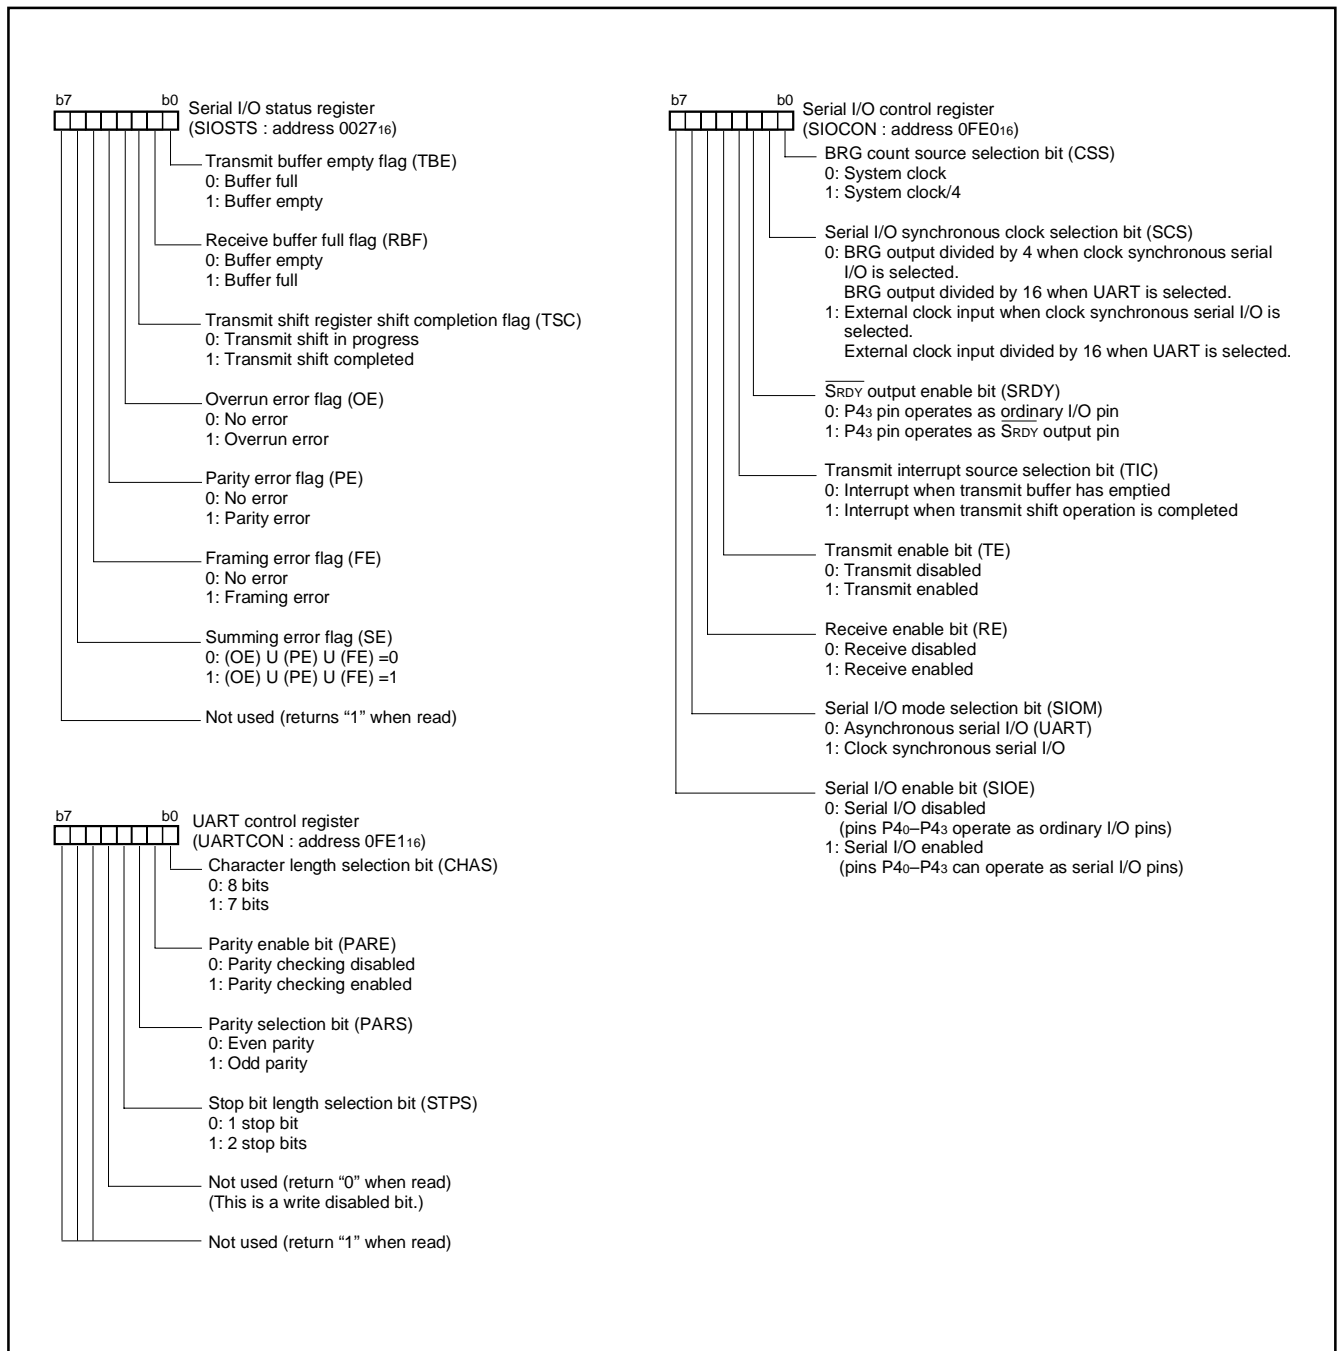 b7 b0 Serial I/O status register
(SIOSTS : address 002716)
Transmit buffer empty flag (TBE)
0: Buffer full
1: Buffer empty
Receive buffer full flag (RBF)
0: Buffer empty
1: Buffer full
Transmit shift register shift completion flag (TSC)
0: Transmit shift in progress
1: Transmit shift completed
Overrun error flag (OE)
0: No error
1: Overrun error
Parity error flag (PE)
0: No error
1: Parity error
Framing error flag (FE)
0: No error
1: Framing error
Summing error flag (SE)
0: (OE) U (PE) U (FE) =0
1: (OE) U (PE) U (FE) =1
Not used (returns “1” when read)
b7 b0 UART control register
(UARTCON : address 0FE116)
Character length selection bit (CHAS)
0: 8 bits
1: 7 bits
Parity enable bit (PARE)
0: Parity checking disabled
1: Parity checking enabled
Parity selection bit (PARS)
0: Even parity
1: Odd parity
Stop bit length selection bit (STPS)
0: 1 stop bit
1: 2 stop bits
Not used (return “0” when read)
(This is a write disabled bit.)
Not used (return “1” when read)
b7 b0 Serial I/O control register
(SIOCON : address 0FE016)
BRG count source selection bit (CSS)
0: System clock
1: System clock/4
Serial I/O synchronous clock selection bit (SCS)
0: BRG output divided by 4 when clock synchronous serial
I/O is selected.
BRG output divided by 16 when UART is selected.
1: External clock input when clock synchronous serial I/O is
selected.
External clock input divided by 16 when UART is selected.
SRDY output enable bit (SRDY)
0: P43 pin operates as ordinary I/O pin
1: P43 pin operates as SRDY output pin
Transmit interrupt source selection bit (TIC)
0: Interrupt when transmit buffer has emptied
1: Interrupt when transmit shift operation is completed
Transmit enable bit (TE)
0: Transmit disabled
1: Transmit enabled
Receive enable bit (RE)
0: Receive disabled
1: Receive enabled
Serial I/O mode selection bit (SIOM)
0: Asynchronous serial I/O (UART)
1: Clock synchronous serial I/O
Serial I/O enable bit (SIOE)
0: Serial I/O disabled
(pins P40–P43 operate as ordinary I/O pins)
1: Serial I/O enabled
(pins P40–P43 can operate as serial I/O pins)